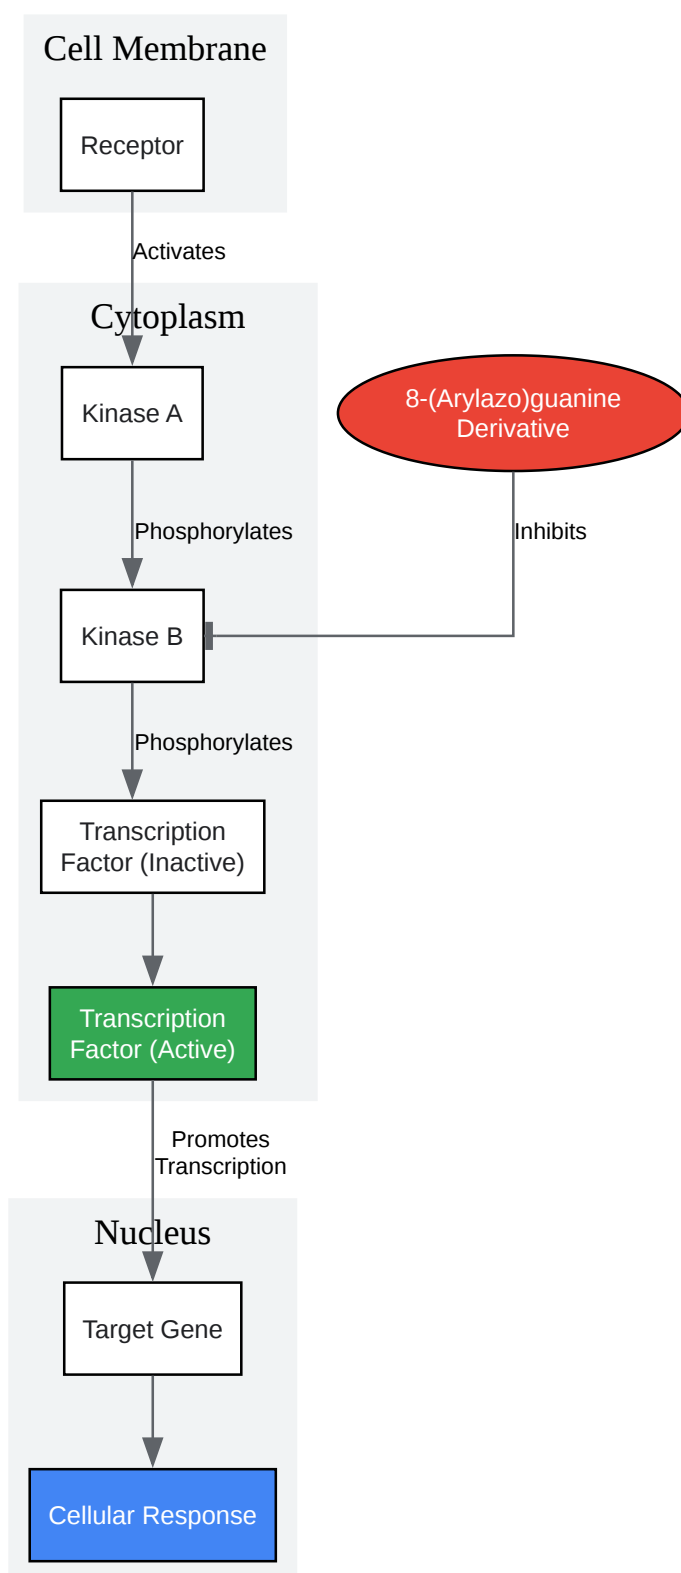 Cell Membrane
Receptor
Activates
Cytoplasm
Kinase A
8-(Arylazo)guanine
Derivative
Phosphorylates
Inhibits
Kinase B
Phosphorylates
Transcription
Factor (Inactive)
Transcription
Factor (Active)
Promotes
Transcription
Nucleus
Target Gene
Cellular Response